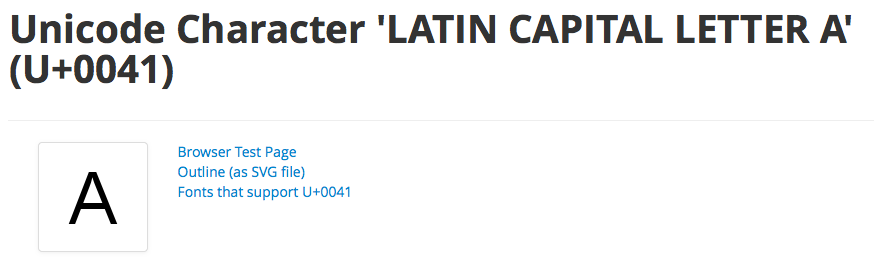 Unicode Character 'LATIN CAPITAL LETTER A'
(U+0041)
A
Browser Test Page
Outline (as SVG file)
Fonts that support U+0041